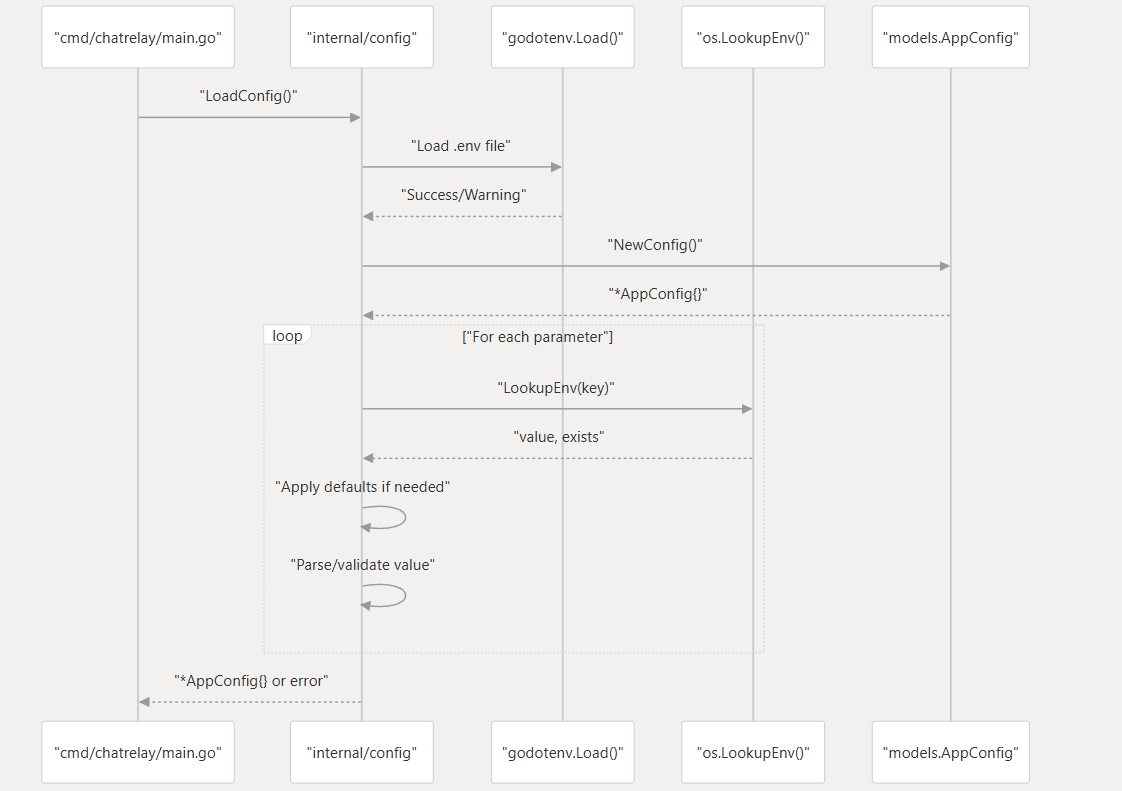 "cmd/chatrelay/main.go"
"internal/config"
"godotenv.Load()"
"os.LookupEnv()"
"models.AppConfig"
"LoadConfig()"
"Load .env file"
"Success/Warning"
"NewConfig()"
"*AppConfig{}"
loop
["For each parameter"]
"LookupEnv(key)"
"value, exists"
"Apply defaults if needed"
"Parse/validate value"
"*AppConfig{} or error"
"cmd/chatrelay/main.go"
"internal/config"
"godotenv.Load()"
"os.LookupEnv()"
"models.AppConfig"